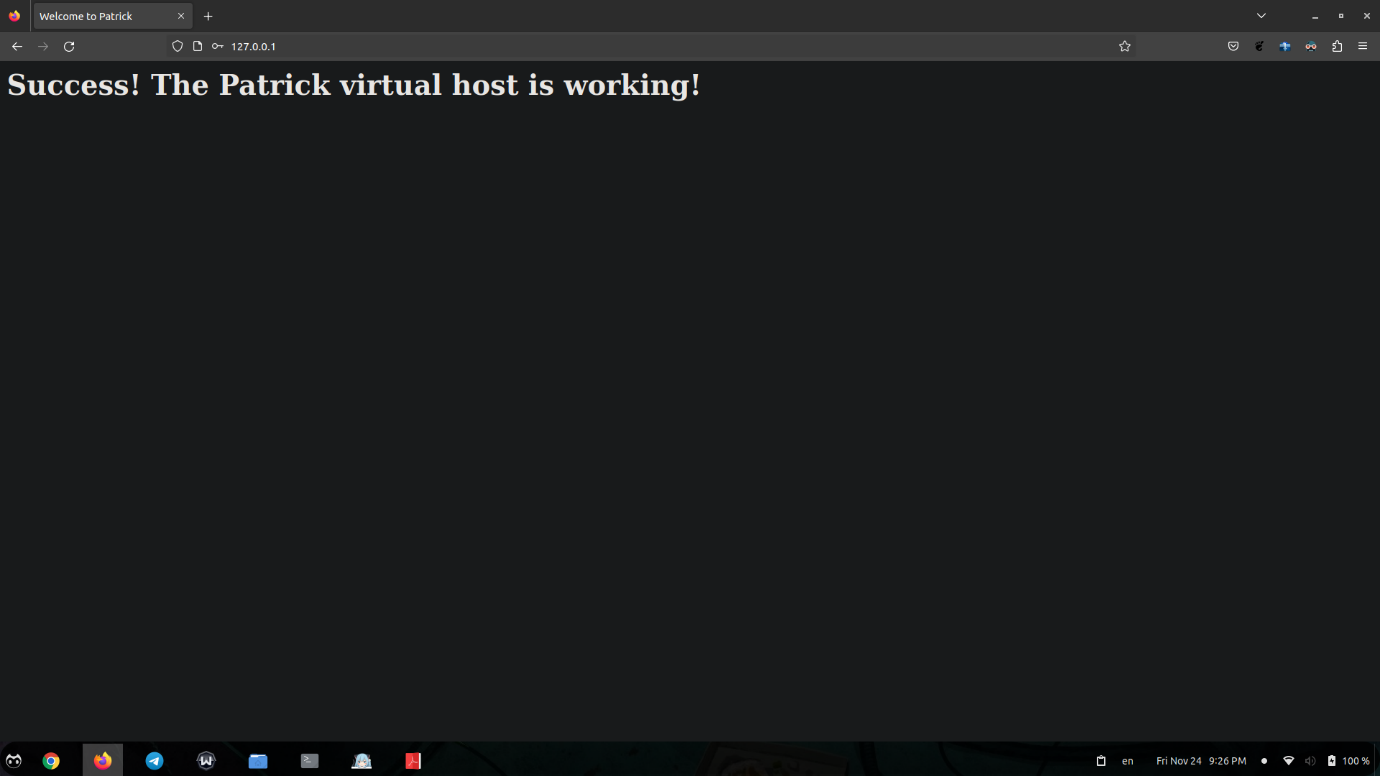 Welcome to Patrick
127.0.0.1
Success! The Patrick virtual host is working!
en
Fri Nov 24 9:26 PM
100 %